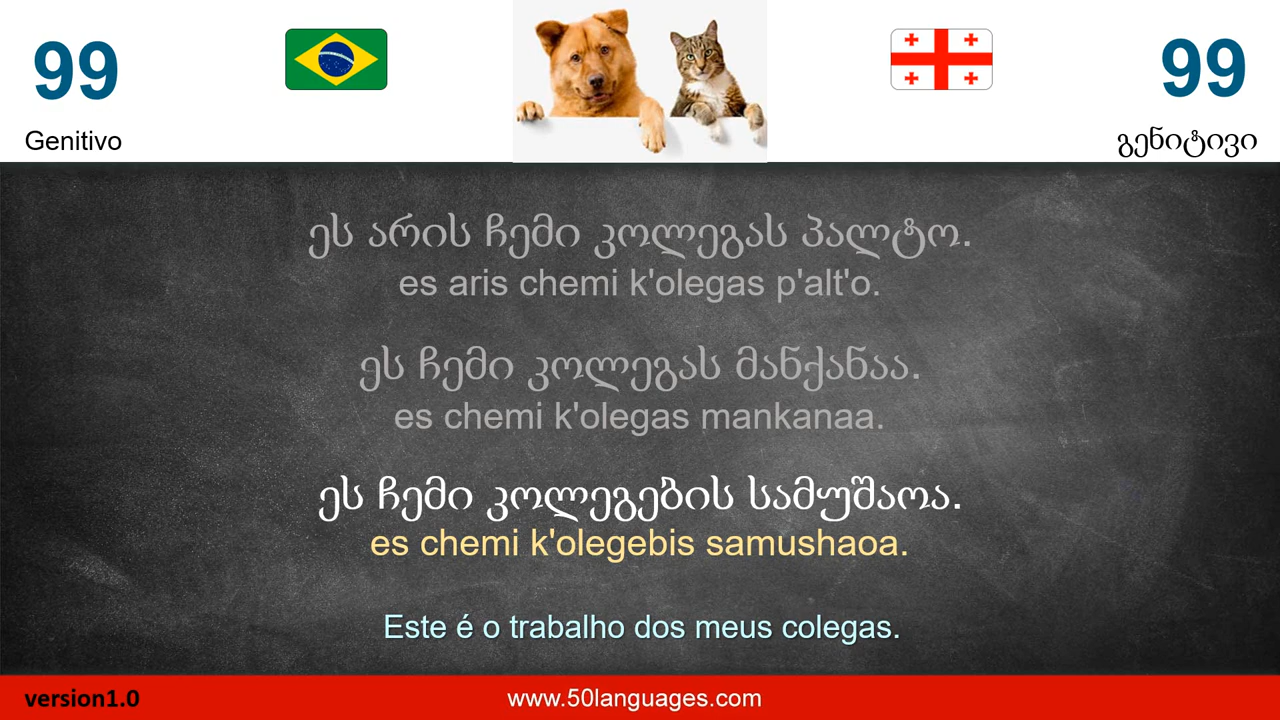 99
99
Genitivo
გენიტივი
ეს არის ჩემი კოლეგას პალტო.
es aris chemi k'olegas p'alt'o.
ეს ჩემი კოლეგას მანქანაა.
es chemi k'olegas mankanaa.
ეს ჩემი კოლეგების სამუშაოა.
es chemi k'olegebis samushaoa.
Este é o trabalho dos meus colegas.
version1.0
www.50languages.com